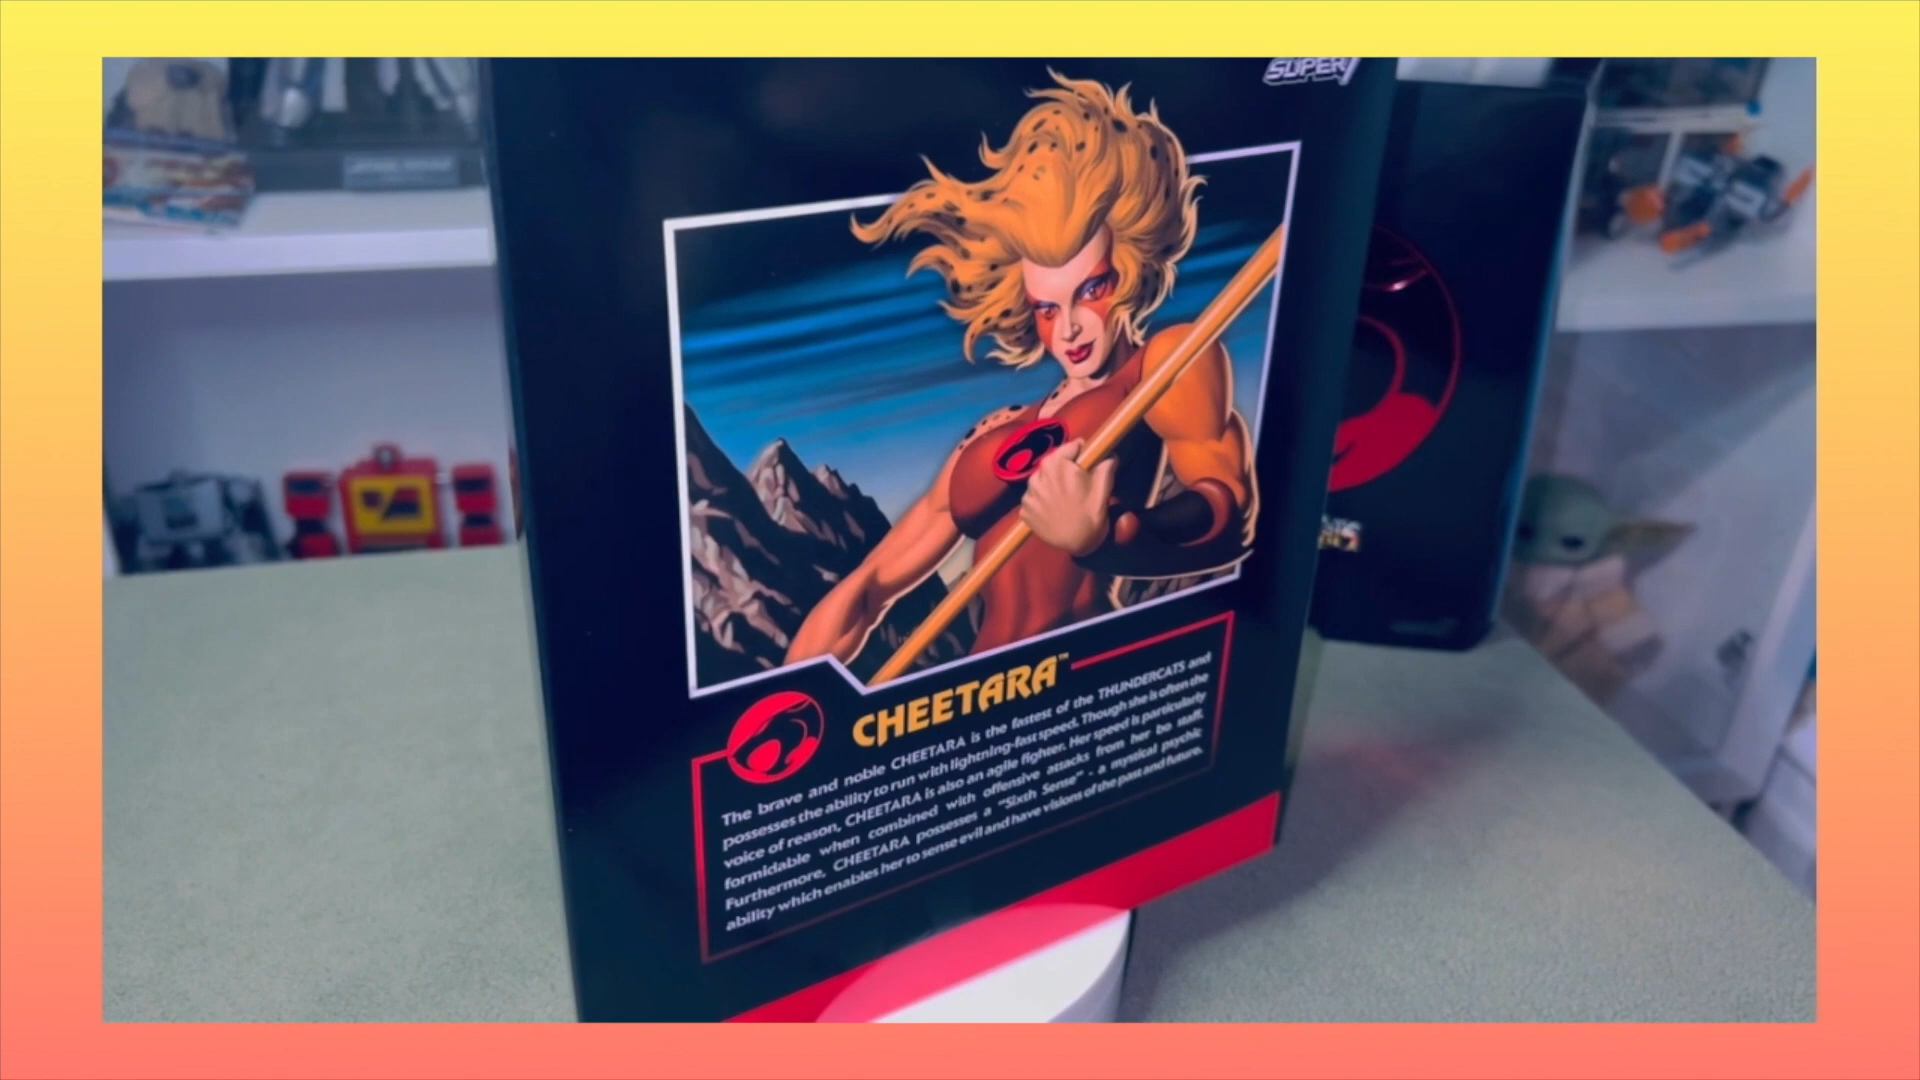 SUPER7
CHEETARA™
The brave and noble CHEETARA is the fastest of the THUNDERCATS and
possesses the ability to run with lightning-fast speed. Though she is often the
voice of reason, CHEETARA is also an agile fighter. Her speed is particularly
formidable when combined with offensive attacks from her bo staff.
Furthermore, CHEETARA possesses a "Sixth Sense" - a mystical psychic
ability which enables her to sense evil and have visions of the past and future.